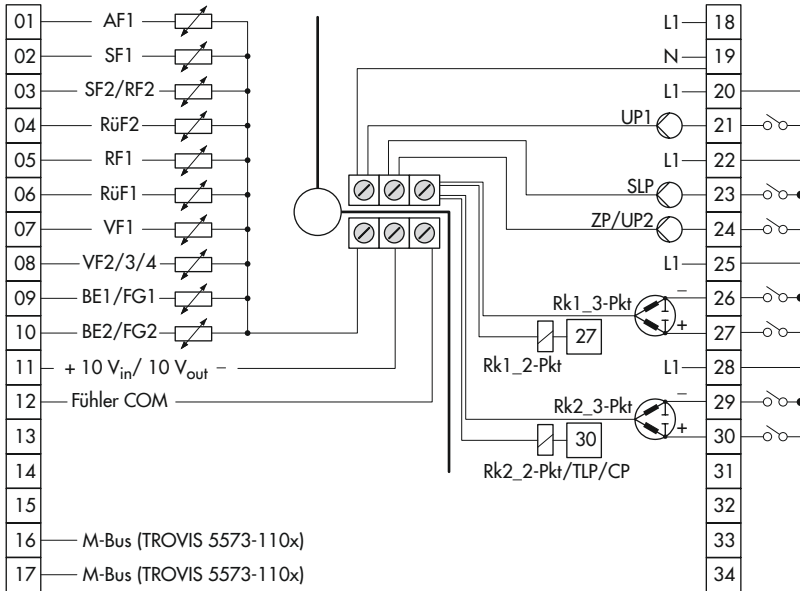 01 AF1
02 SF1
03 SF2/RF2
04 RüF2
05 RF1
06 RüF1
07 VF1
08 VF2/3/4
09 BE1/FG1
10 BE2/FG2
11 + 10 Vin/ 10 Vout −
12 Fühler COM
13
14
15
16 M-Bus (TROVIS 5573-110x)
17 M-Bus (TROVIS 5573-110x)
L1 18
N 19
L1 20
UP1 21
L1 22
SLP 23
ZP/UP2 24
L1 25
Rk1_3-Pkt − 26
+ 27
27
Rk1_2-Pkt
L1 28
Rk2_3-Pkt − 29
+ 30
30
Rk2_2-Pkt/TLP/CP
31
32
33
34